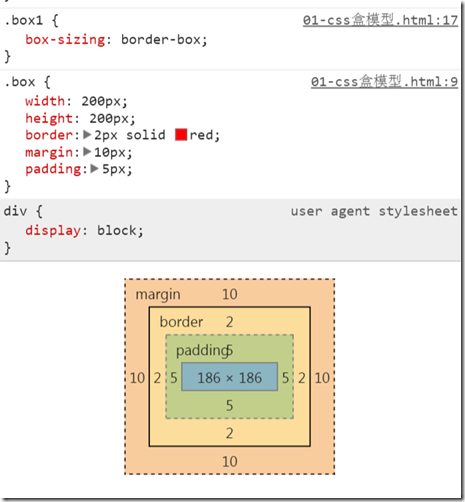 .box1 {
01-css盒模型.html:17
box-sizing: border-box;
}
.box {
01-css盒模型.html:9
width: 200px;
height: 200px;
border:▶2px solid red;
margin:▶10px;
padding:▶5px;
}
div {
user agent stylesheet
display: block;
}
margin 10
border 2
padding 5
10 2 5 186 × 186 5 2 10
5
2
10